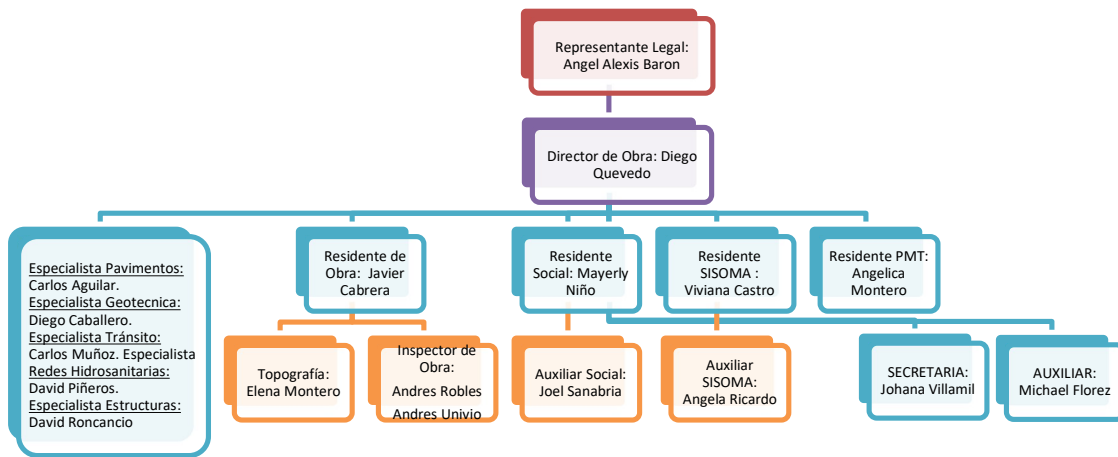 Representante Legal:
Angel Alexis Baron
Director de Obra: Diego
Quevedo
Especialista Pavimentos:
Carlos Aguilar.
Especialista Geotecnica:
Diego Caballero.
Especialista Tránsito:
Carlos Muñoz. Especialista
Redes Hidrosanitarias:
David Piñeros.
Especialista Estructuras:
David Roncancio
Residente de
Obra: Javier
Cabrera
Residente
Social: Mayerly
Niño
Residente
SISOMA :
Viviana Castro
Residente PMT:
Angelica
Montero
Topografía:
Elena Montero
Inspector de
Obra:
Andres Robles
Andres Univio
Auxiliar Social:
Joel Sanabria
Auxiliar
SISOMA:
Angela Ricardo
SECRETARIA:
Johana Villamil
AUXILIAR:
Michael Florez